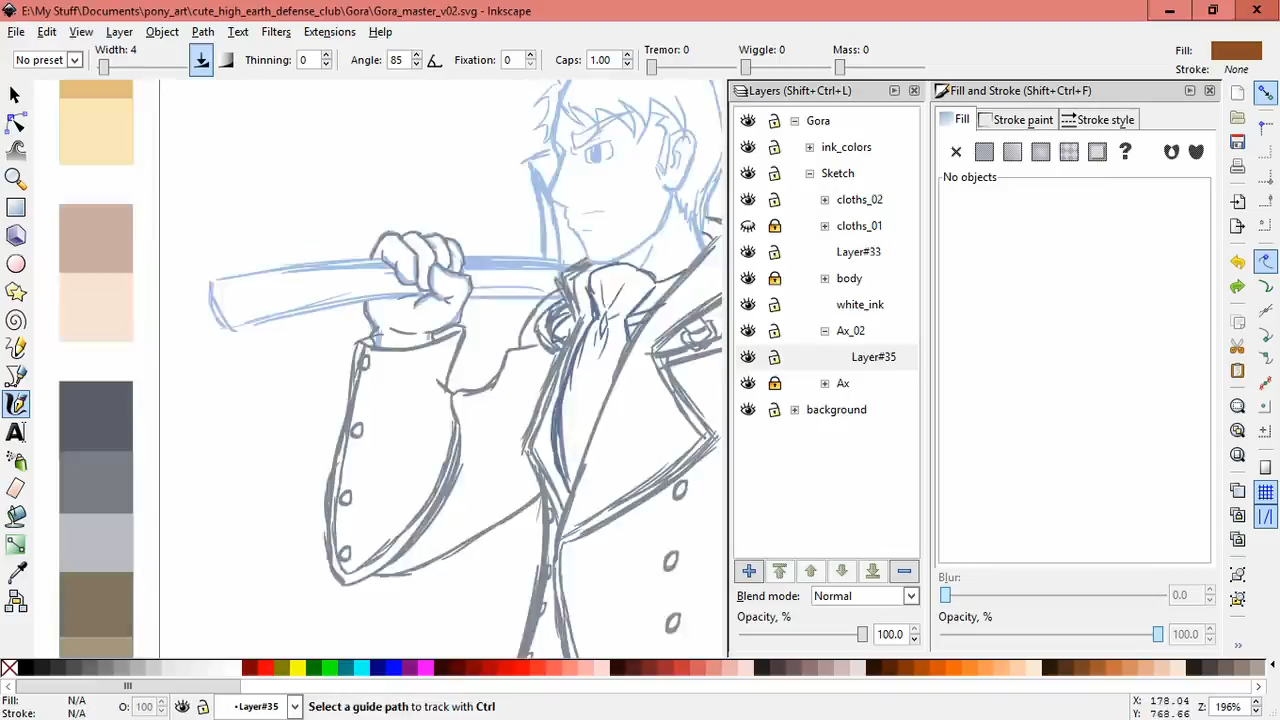 E:\My Stuff\Documents\pony_art\cute_high_earth_defense_club\Gora\Gora_master_v02.svg - Inkscape
File Edit View Layer Object Path Filters Text Extensions Help
No preset Width: 4 Thinning: 0 Angle: 85 Fixation: 0 Caps: 1.00 Tremor: 0 Wiggle: 0 Mass: 0 Fill:
Stroke: None
Layers (Shift+Ctrl+L)
Gora
ink_colors
Sketch
cloths_02
cloths_01
Layer#33
body
white_ink
Ax_02
Layer#35
Ax
background
Blend mode: Normal
Opacity, % 100.0
Fill and Stroke (Shift+Ctrl+F)
Fill Stroke paint Stroke style
?
No objects
Blur: 0.0
Opacity, % 100.0
Fill: N/A
Stroke: N/A
O: 100
•Layer#35
Select a guide path to track with Ctrl
X: 178.04
Y: 768.66
Z: 196%